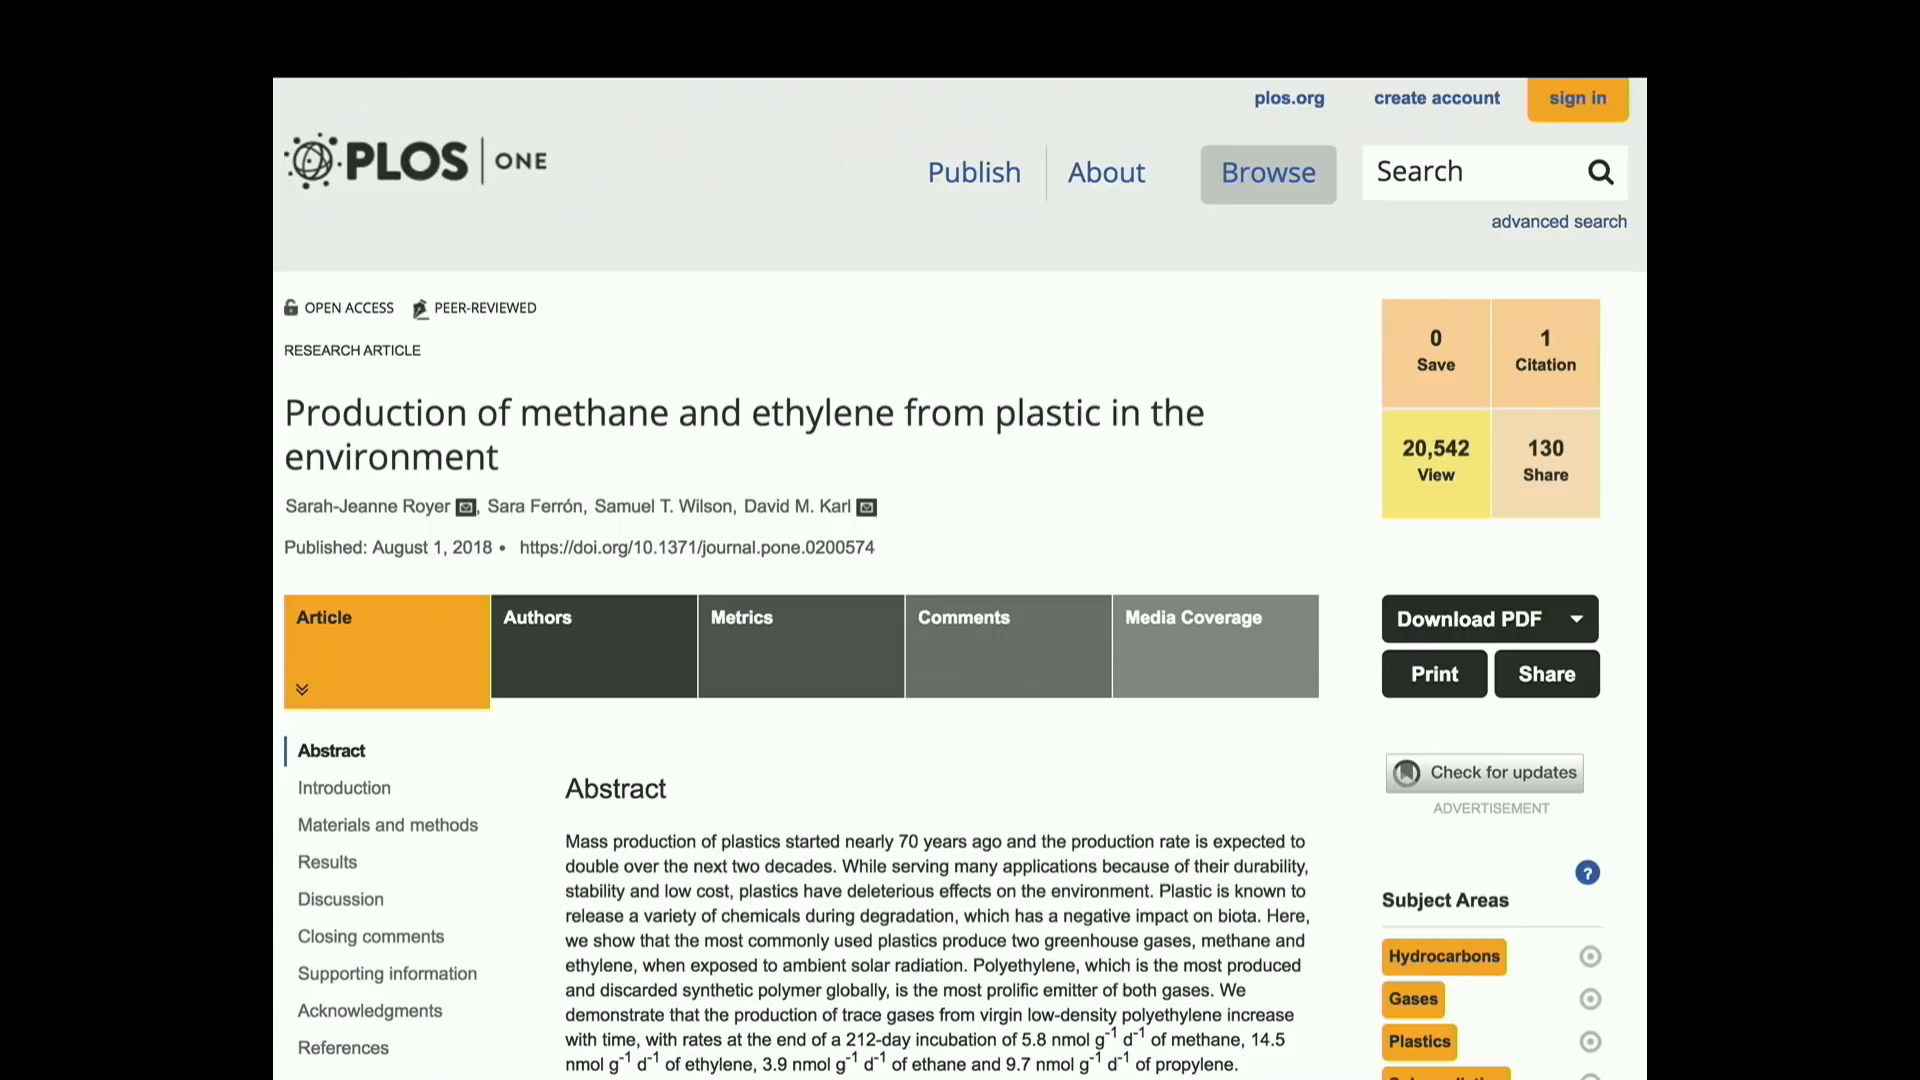 plos.org create account sign in
PLOS ONE
Publish About Browse Search
advanced search
OPEN ACCESS PEER-REVIEWED
RESEARCH ARTICLE
0 Save
1 Citation
20,542 View
130 Share
Production of methane and ethylene from plastic in the
environment
Sarah-Jeanne Royer, Sara Ferrón, Samuel T. Wilson, David M. Karl
Published: August 1, 2018 • https://doi.org/10.1371/journal.pone.0200574
Article Authors Metrics Comments Media Coverage
Download PDF
Print Share
Abstract
Introduction
Materials and methods
Results
Discussion
Closing comments
Supporting information
Acknowledgments
References
Abstract
Mass production of plastics started nearly 70 years ago and the production rate is expected to
double over the next two decades. While serving many applications because of their durability,
stability and low cost, plastics have deleterious effects on the environment. Plastic is known to
release a variety of chemicals during degradation, which has a negative impact on biota. Here,
we show that the most commonly used plastics produce two greenhouse gases, methane and
ethylene, when exposed to ambient solar radiation. Polyethylene, which is the most produced
and discarded synthetic polymer globally, is the most prolific emitter of both gases. We
demonstrate that the production of trace gases from virgin low-density polyethylene increase
with time, with rates at the end of a 212-day incubation of 5.8 nmol g-1 d-1 of methane, 14.5
nmol g-1 d-1 of ethylene, 3.9 nmol g-1 d-1 of ethane and 9.7 nmol g-1 d-1 of propylene.
Check for updates
ADVERTISEMENT
?
Subject Areas
Hydrocarbons
Gases
Plastics